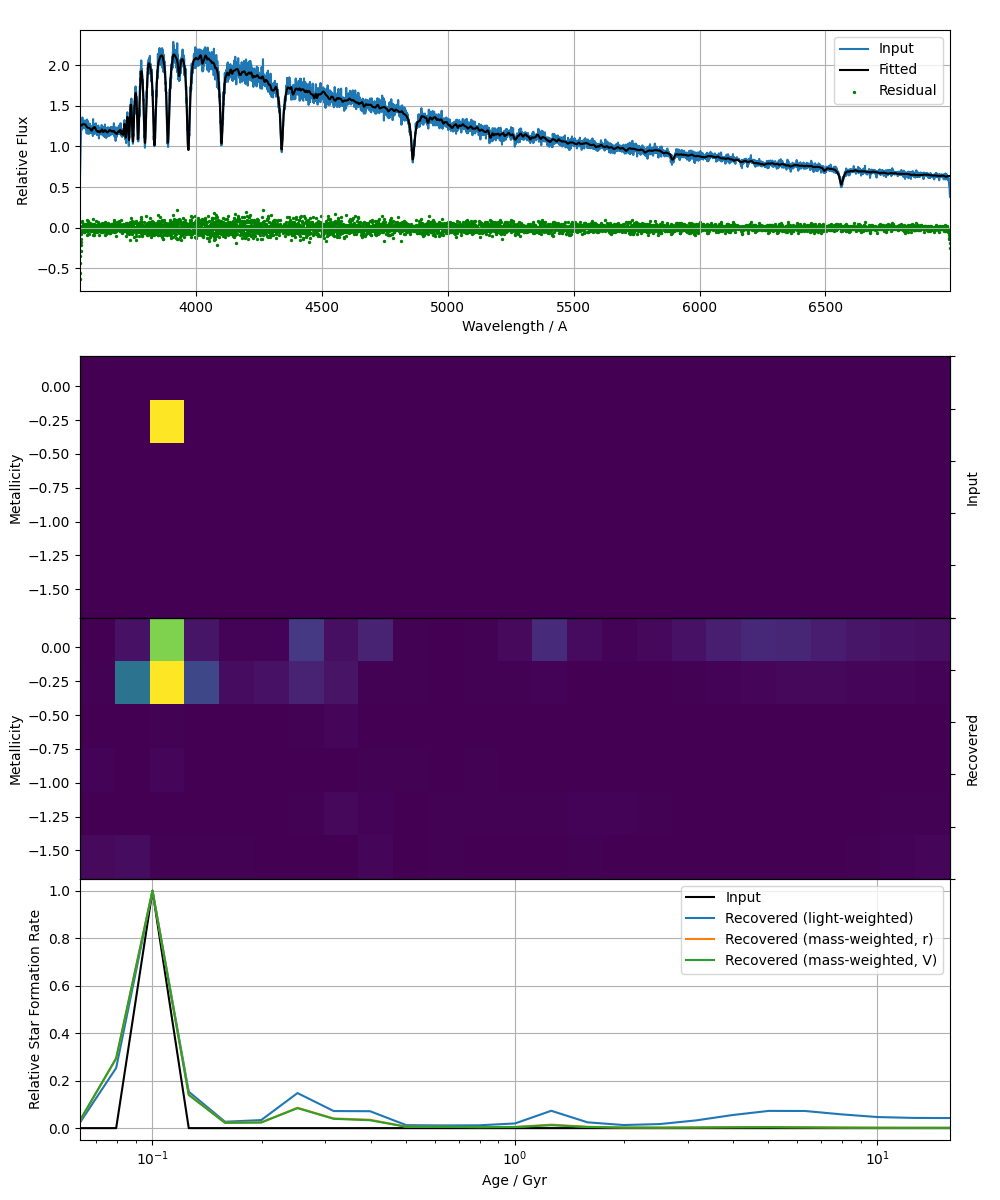 2.0
1.5
1.0
0.5
0.0
−0.5
Relative Flux
Input
Fitted
Residual
4000
4500
5000
5500
6000
6500
Wavelength / A
0.00
−0.25
−0.50
−0.75
−1.00
−1.25
−1.50
Metallicity
Input
0.00
−0.25
−0.50
−0.75
−1.00
−1.25
−1.50
Metallicity
Recovered
1.0
0.8
0.6
0.4
0.2
0.0
Relative Star Formation Rate
Input
Recovered (light-weighted)
Recovered (mass-weighted, r)
Recovered (mass-weighted, V)
10⁻¹
10⁰
10¹
Age / Gyr